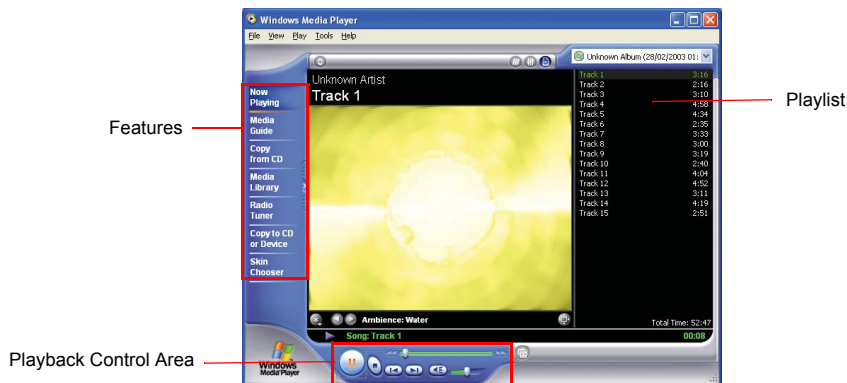 Windows Media Player
File View Play Tools Help
Unknown Album (28/02/2003 01:
Unknown Artist
Track 1
Now
Playing
Media
Guide
Copy
from CD
Media
Library
Radio
Tuner
Copy to CD
or Device
Skin
Chooser
Features
Track 1 3:16
Track 2 2:16
Track 3 3:10
Track 4 4:58
Track 5 4:34
Track 6 2:35
Track 7 3:33
Track 8 3:00
Track 9 3:19
Track 10 2:40
Track 11 4:04
Track 12 4:52
Track 13 3:11
Track 14 4:19
Track 15 2:51
Playlist
Ambience: Water
Total Time: 52:47
Song: Track 1 00:08
Playback Control Area
Windows
Media Player